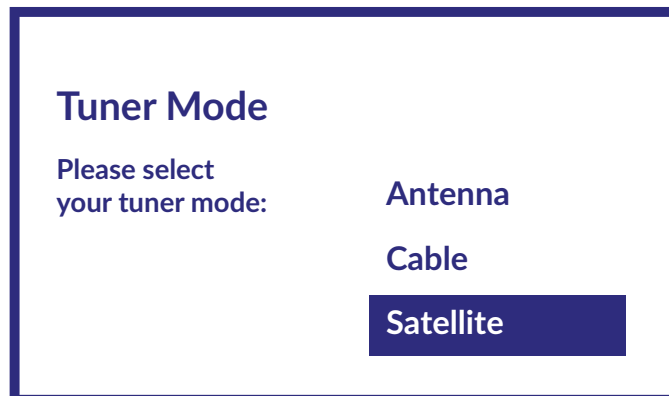 Tuner Mode
Please select
your tuner mode:
Antenna
Cable
Satellite